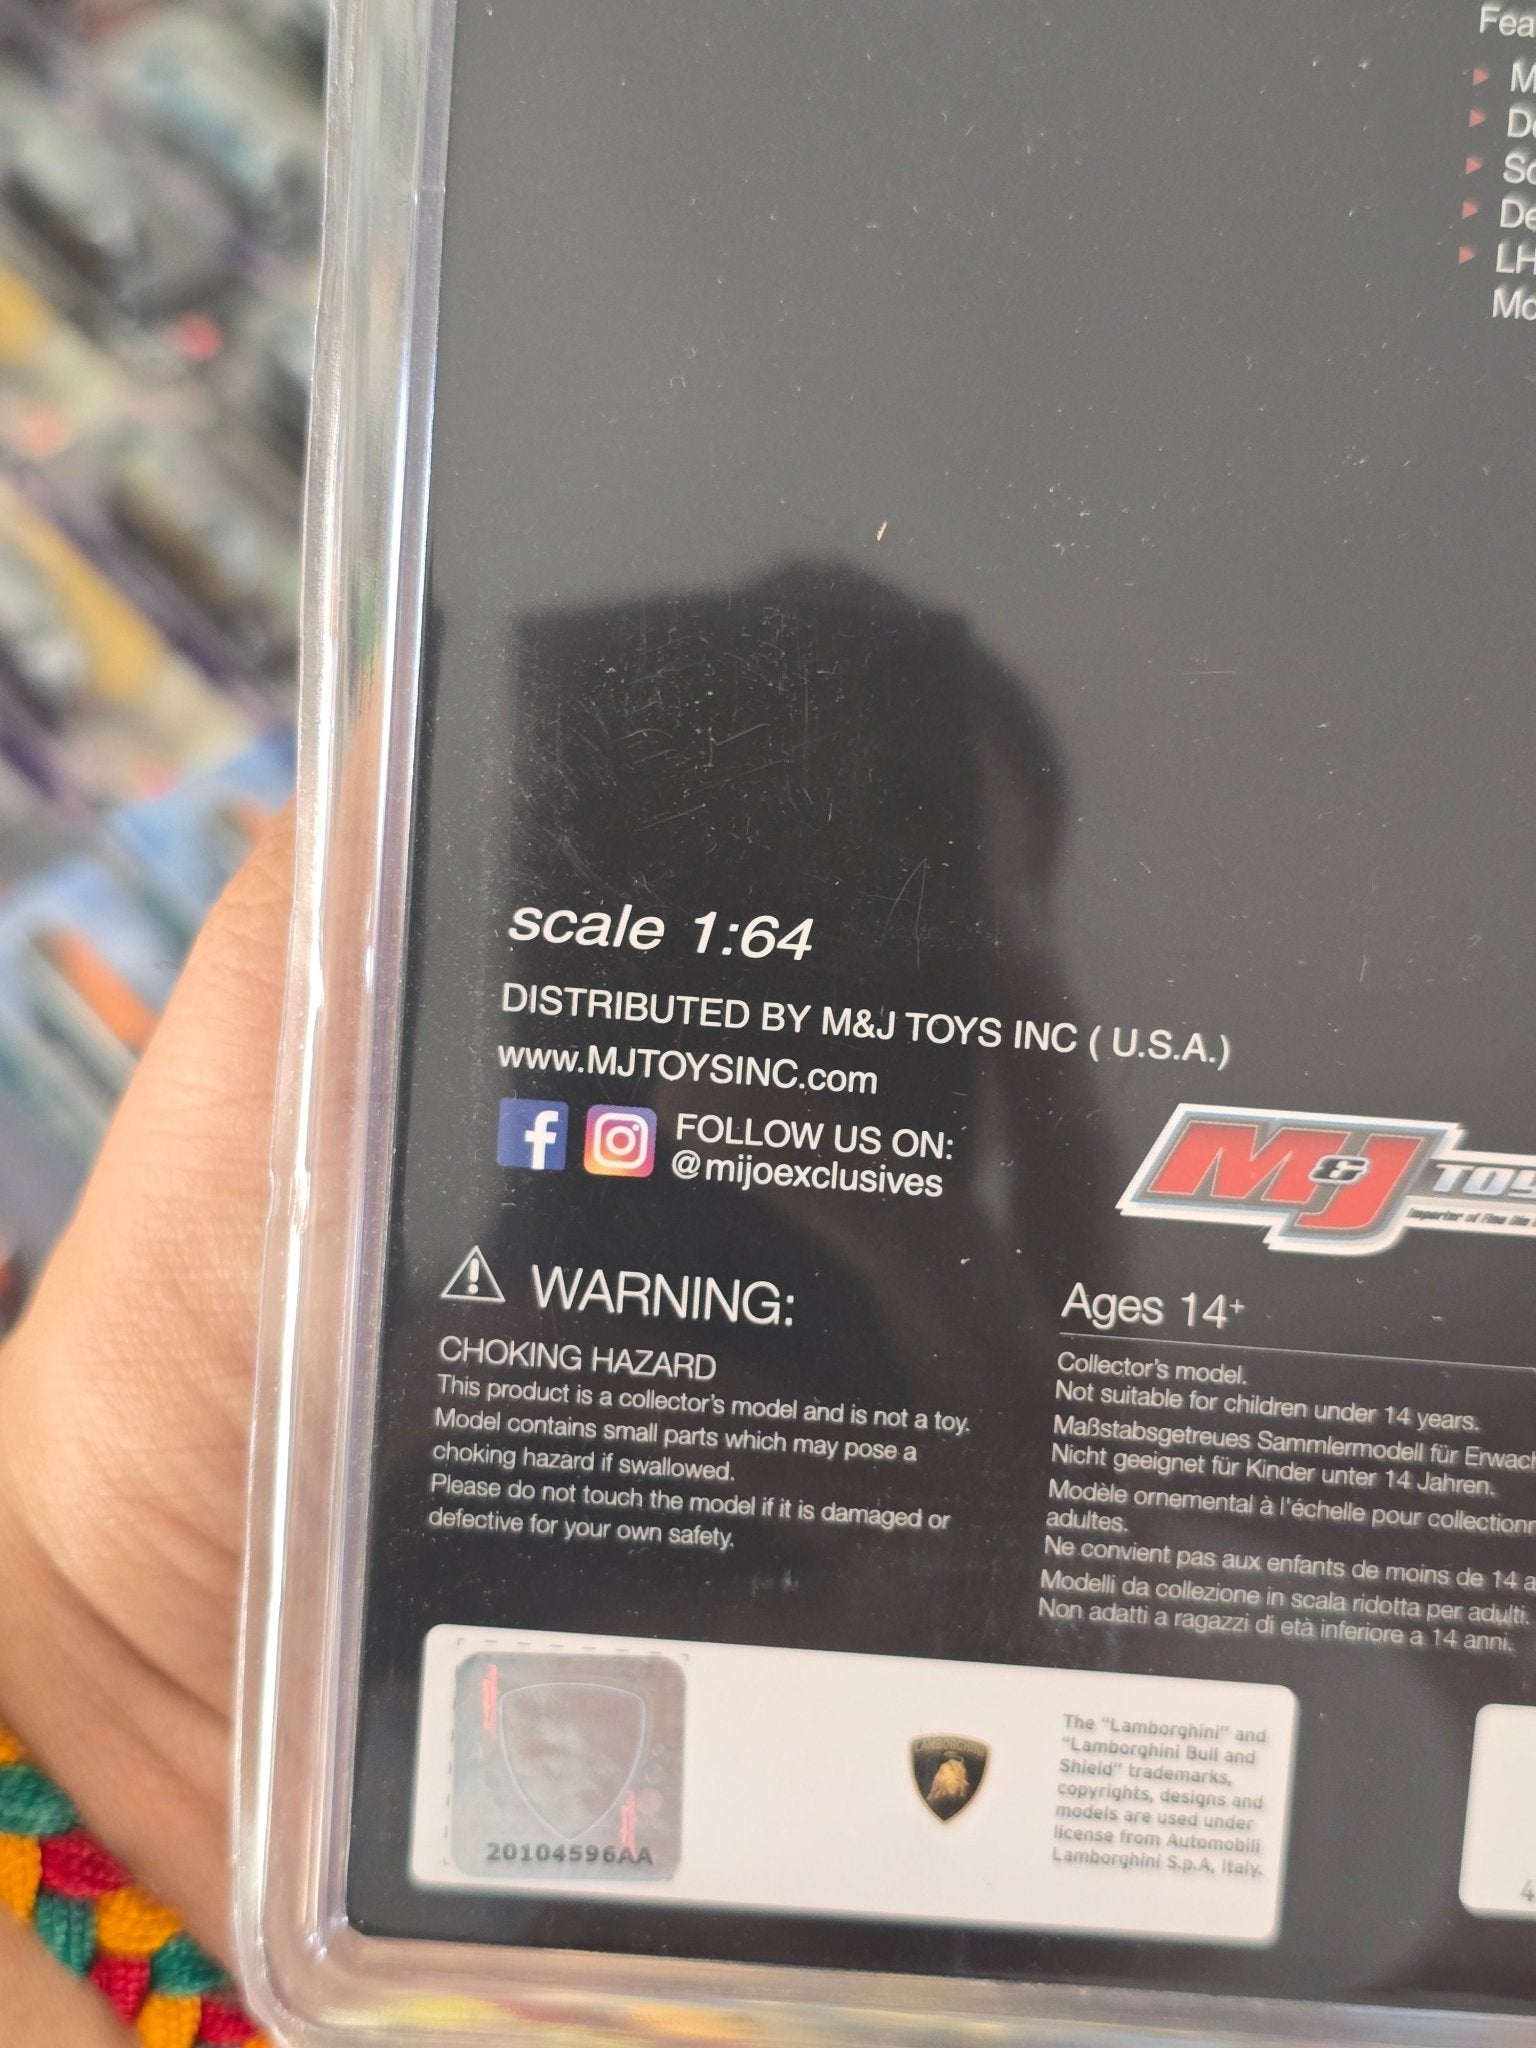 scale 1:64
DISTRIBUTED BY M&J TOYS INC ( U.S.A.)
www.MJTOYSINC.com
FOLLOW US ON:
@mijoexclusives
M&J
WARNING:
CHOKING HAZARD
This product is a collector's model and is not a toy.
Model contains small parts which may pose a
choking hazard if swallowed.
Please do not touch the model if it is damaged or
defective for your own safety.
Ages 14+
Collector's model.
Not suitable for children under 14 years.
Maßstabsgetreues Sammlermodell für
Nicht geeignet für Kinder unter 14 Jahren.
Modèle ornemental à l'échelle pour
adultes.
Ne convient pas aux enfants de moins de 14
Modelli da collezione in scala ridotta per adulti.
Non adatti a ragazzi di età inferiore a 14 anni.
20104596AA
LAMBORGHINI
The "Lamborghini" and
"Lamborghini Bull and
Shield" trademarks,
copyrights, designs and
models are used under
license from Automobili
Lamborghini S.p.A, Italy.